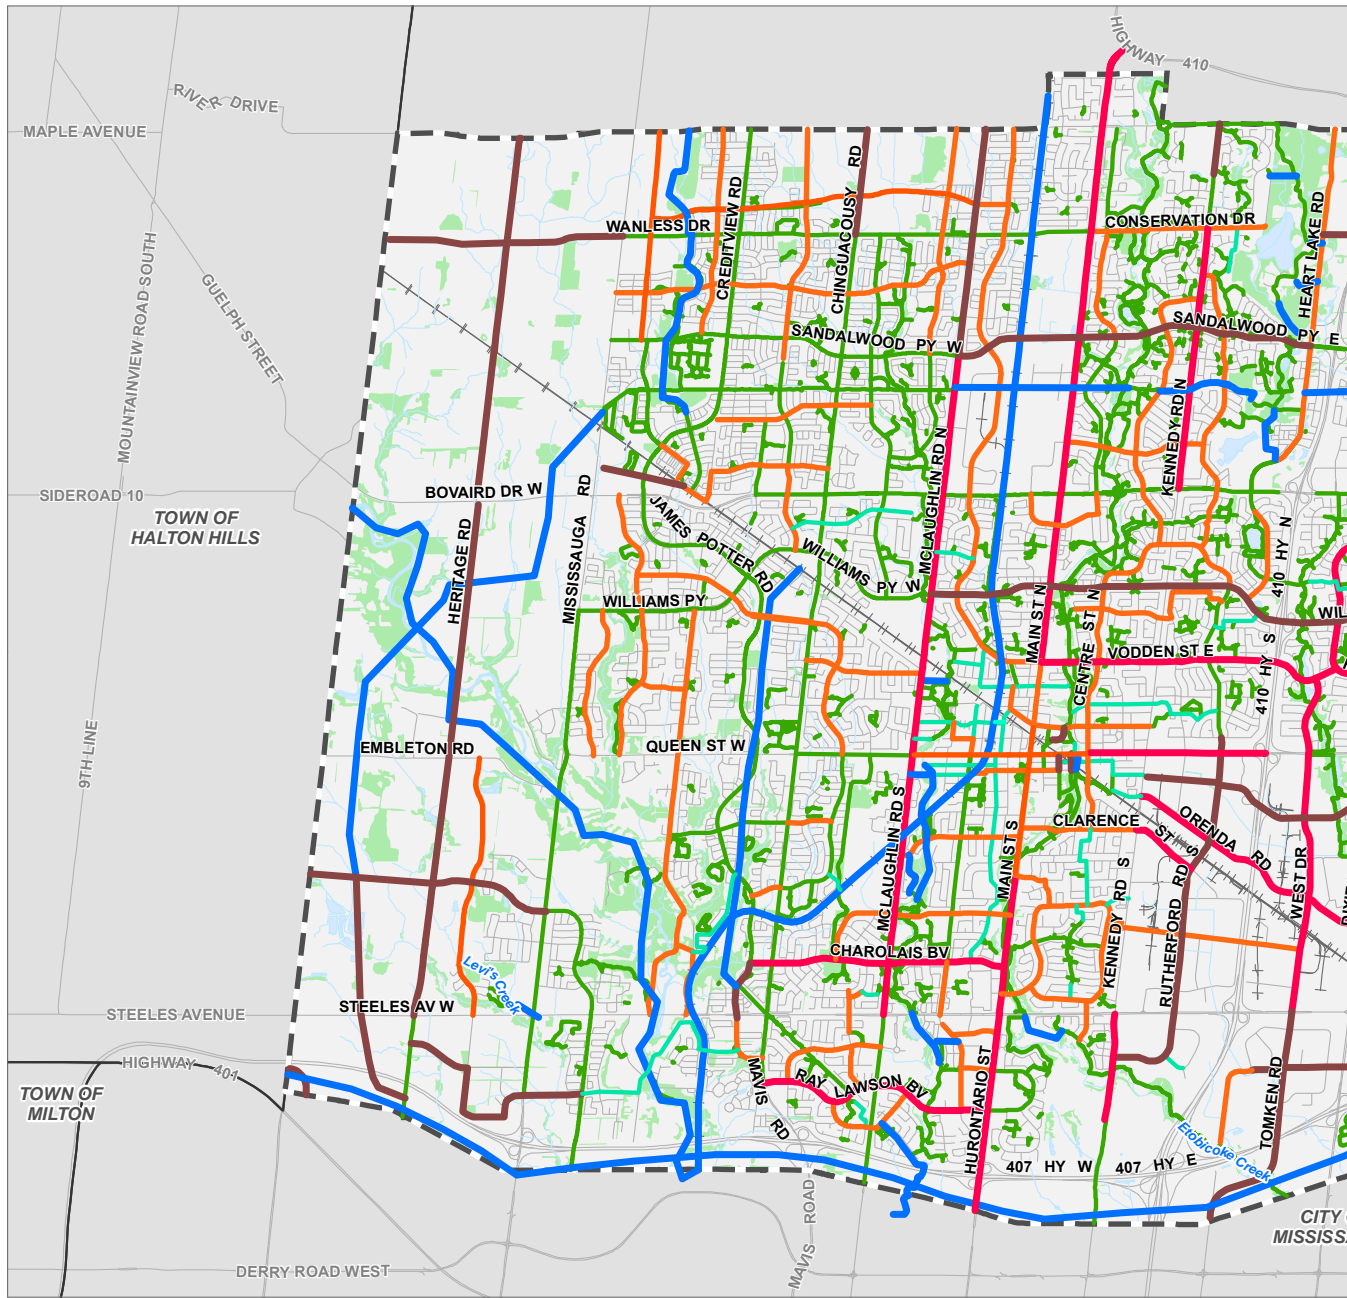 HIGHWAY 410
RIVER DRIVE
MAPLE AVENUE
MOUNTAINVIEW ROAD SOUTH
GUELPH STREET
WANLESS DR
CREDITVIEW RD
CHINGUACOUSY RD
CONSERVATION DR
HEART LAKE RD
SANDALWOOD PY W
SANDALWOOD PY E
KENNEDY RD N
MCLAUGHLIN RD N
SIDEROAD 10
TOWN OF
HALTON HILLS
BOVAIRD DR W
HERITAGE RD
MISSISSAUGA RD
JAMES POTTER RD
WILLIAMS PY W
WILLIAMS PY
410 HY N
MAIN ST N
CENTRE ST N
WIL
VODDEN ST E
410 HY S
9TH LINE
EMBLETON RD
QUEEN ST W
MCLAUGHLIN RD S
MAIN ST S
CLARENCE ST
ORENDA RD
WEST DR
KENNEDY RD S
RUTHERFORD RD S
CHAROLAIS BV
Levi's Creek
STEELES AV W
STEELES AVENUE
HIGHWAY 401
TOWN OF
MILTON
MAVIS RD
RAY LAWSON BV
HURONTARIO ST
TOMKEN RD
Etobicoke Creek
407 HY W
407 HY E
MAVIS ROAD
CITY
MISSISSA
DERRY ROAD WEST